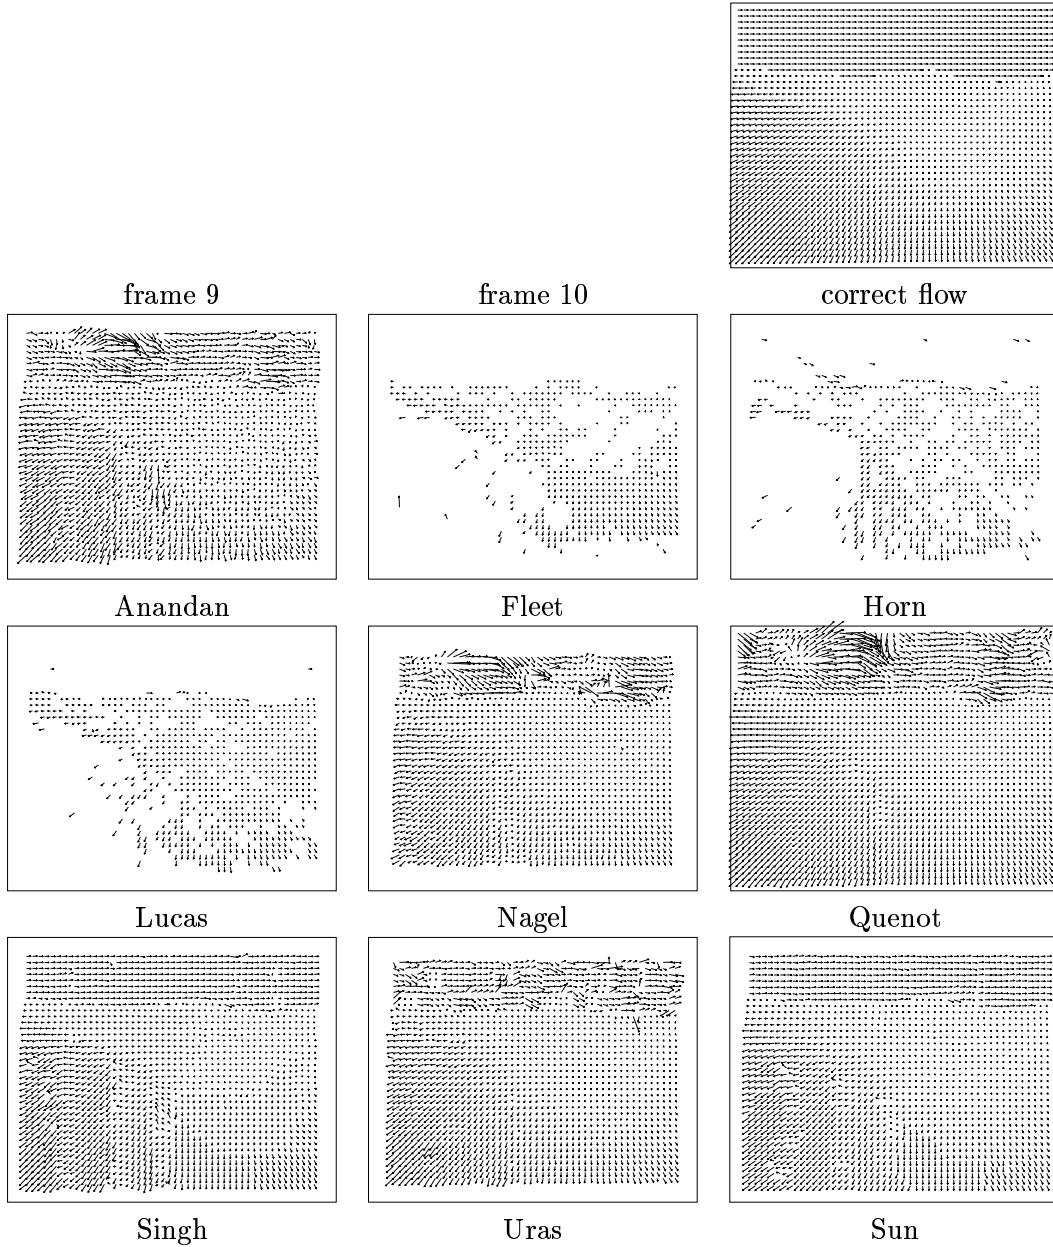 frame 9 frame 10 correct flow
Anandan Fleet Horn
Lucas Nagel Quenot
Singh Uras Sun